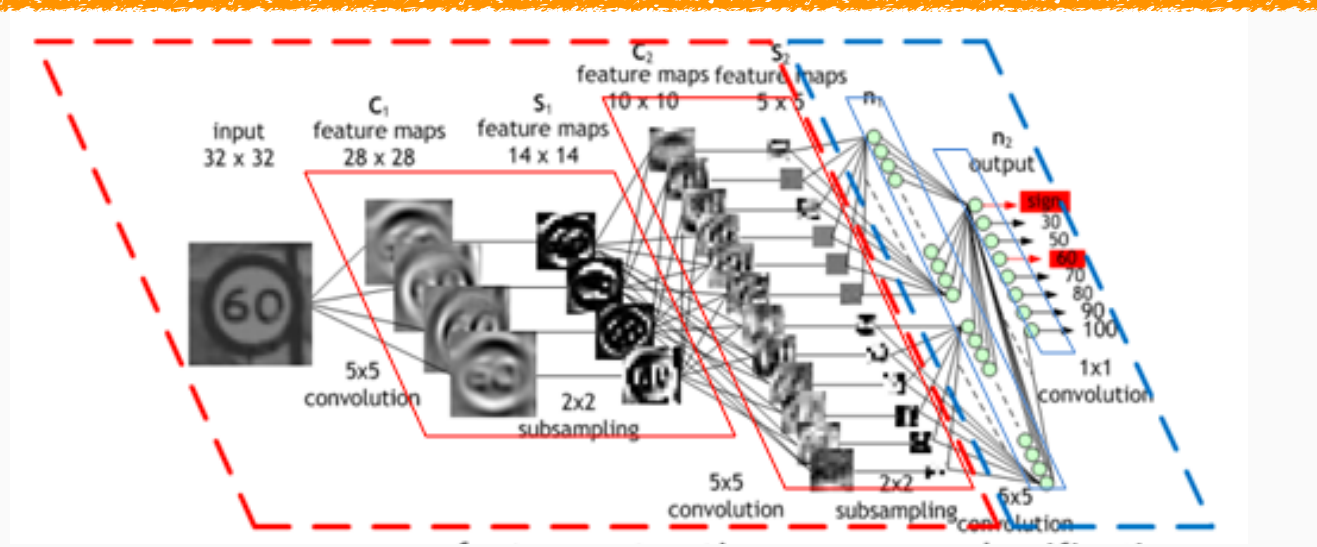 input
32 x 32
C₁
feature maps
28 x 28
S₁
feature maps
14 x 14
C₂
feature maps
10 x 10
S₂
feature maps
5 x 5
n₁
n₂
output
60
sign
30
50
60
70
80
90
100
5x5
convolution
2x2
subsampling
5x5
convolution
2x2
subsampling
5x5
convolution
1x1
convolution